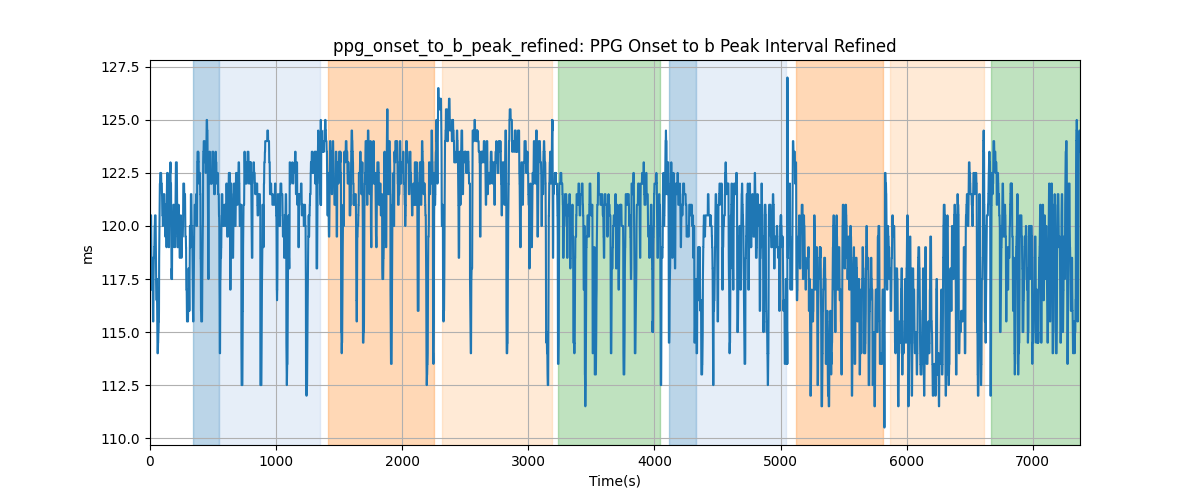 ppg_onset_to_b_peak_refined: PPG Onset to b Peak Interval Refined
127.5
125.0
122.5
120.0
117.5
115.0
112.5
110.0
ms
0 1000 2000 3000 4000 5000 6000 7000
Time(s)